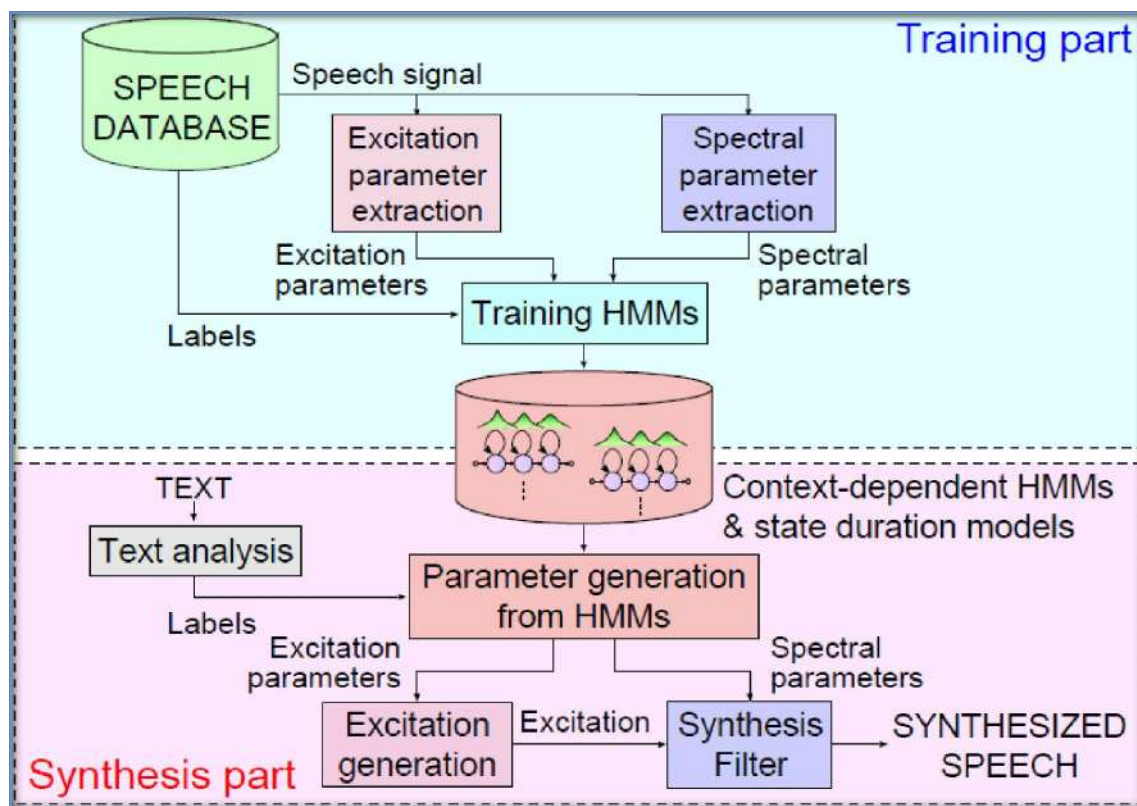 Training part
SPEECH
DATABASE
Speech signal
Excitation
parameter
extraction
Spectral
parameter
extraction
Excitation
parameters
Spectral
parameters
Training HMMs
Labels
Context-dependent HMMs
& state duration models
TEXT
Text analysis
Parameter generation
from HMMs
Labels
Excitation
parameters
Spectral
parameters
Excitation
generation
Excitation
Synthesis
Filter
SYNTHESIZED
SPEECH
Synthesis part